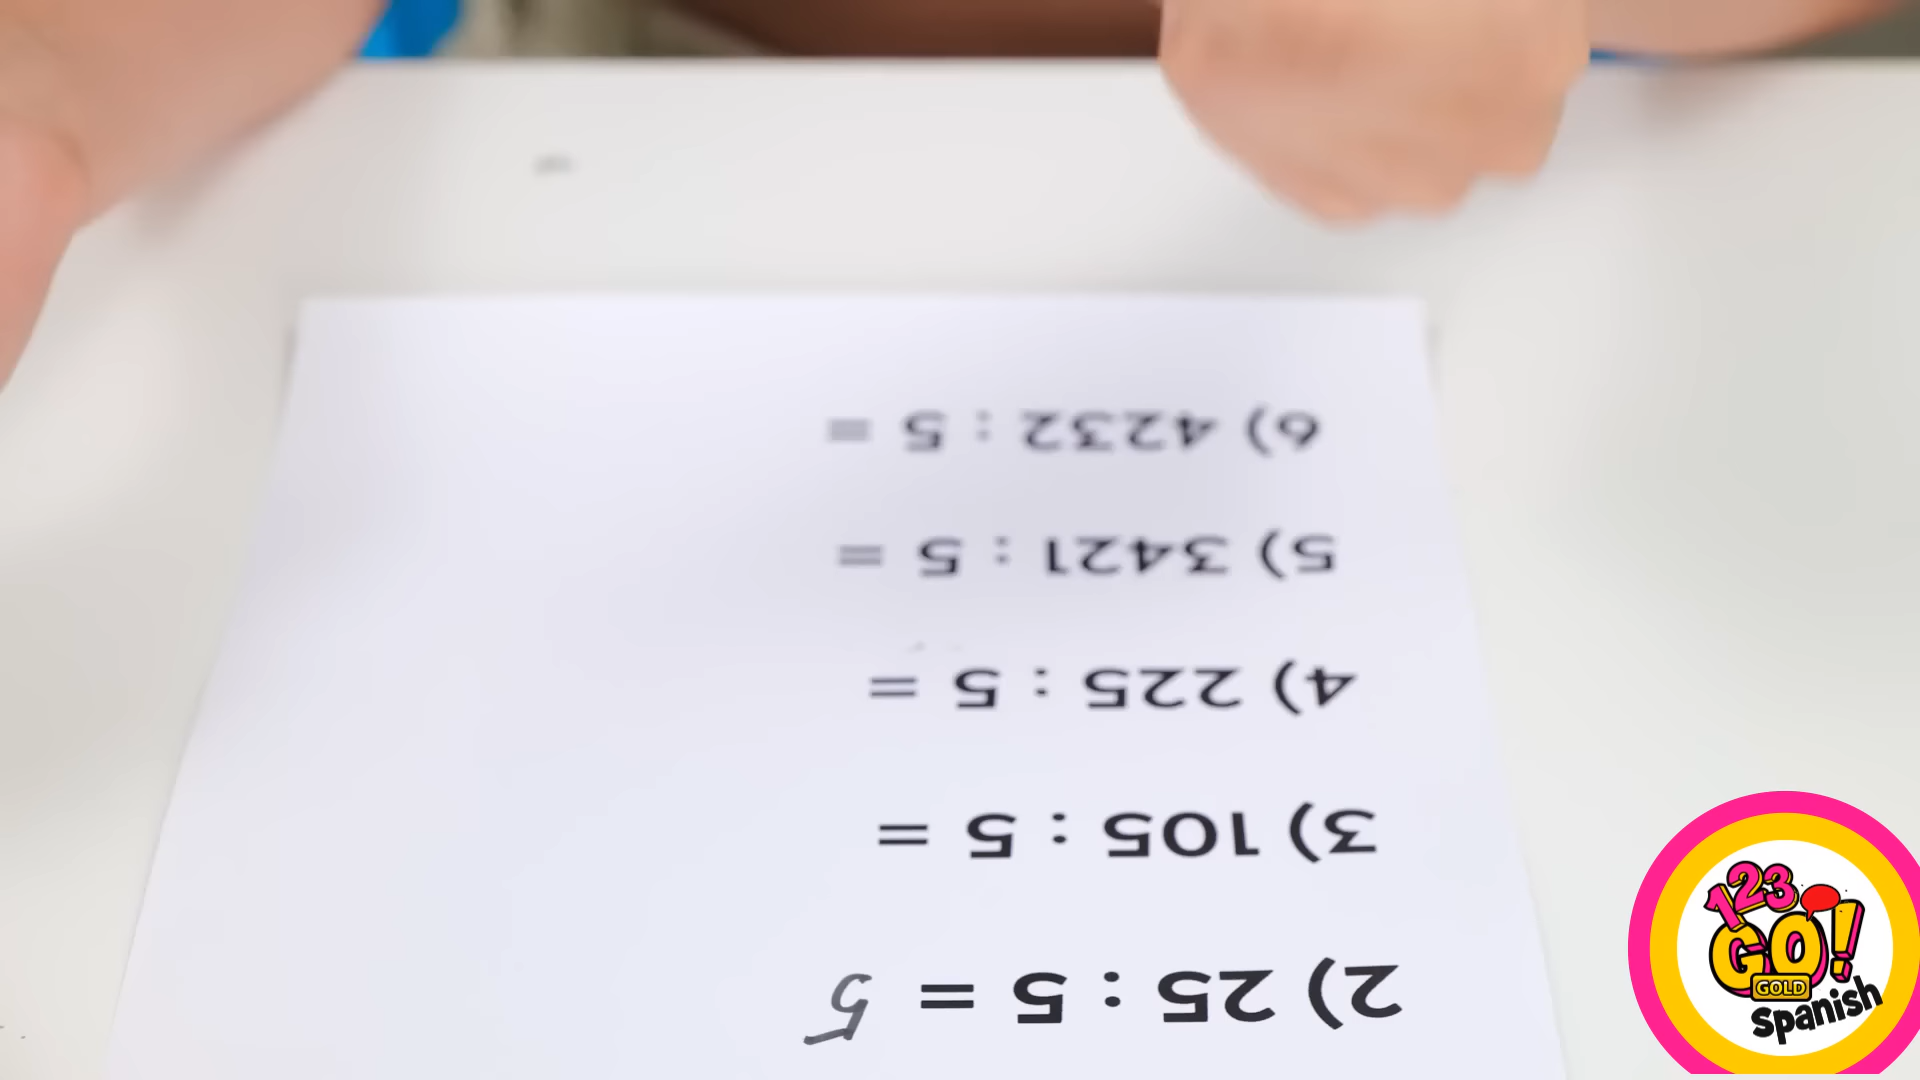 2) 25 : 5 = 5
3) 105 : 5 =
4) 225 : 5 =
5) 3421 : 5 =
6) 4232 : 5 =
123
GO!
GOLD
Spanish